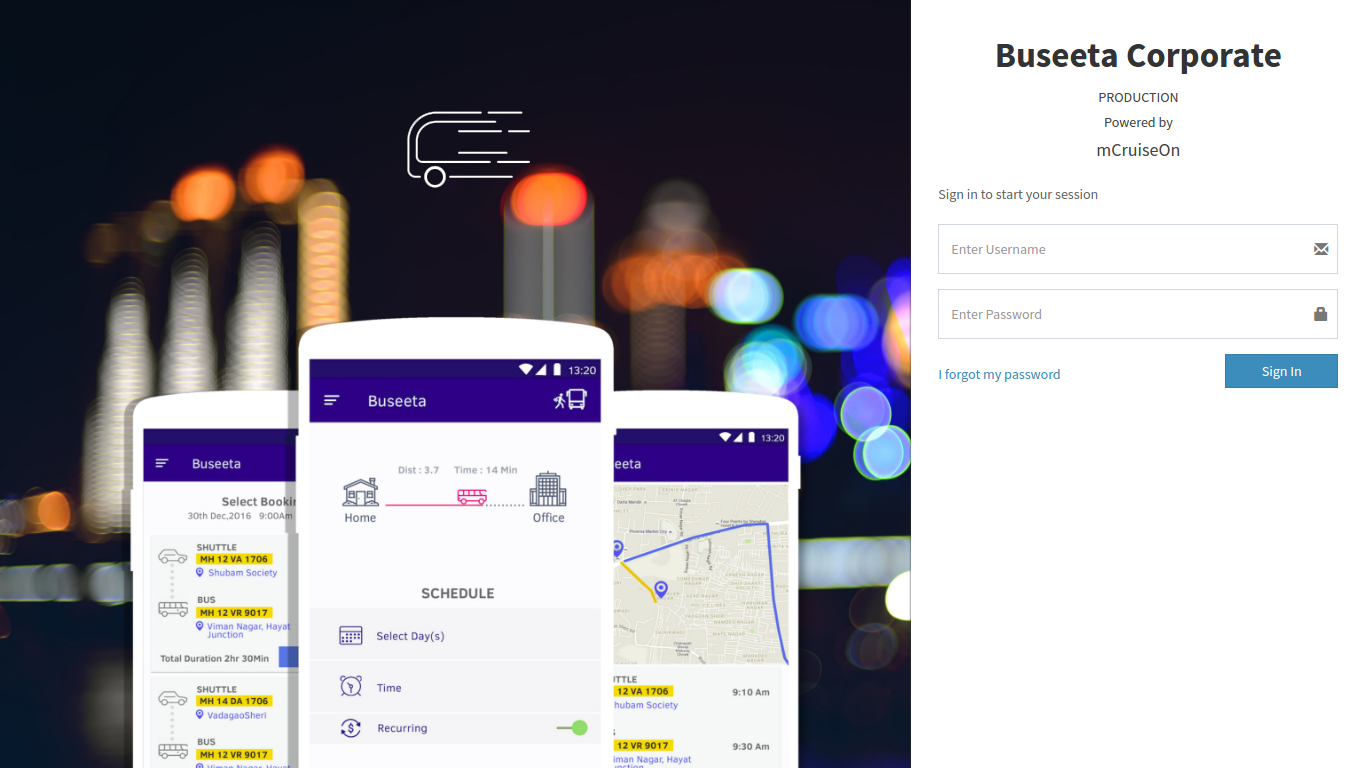 Buseeta Corporate
PRODUCTION
Powered by
mCruiseOn
Sign in to start your session
Enter Username
Enter Password
I forgot my password
Sign In
13:20
Buseeta
Dist : 3.7 Time : 14 Min
Home
Office
SCHEDULE
Select Day(s)
Time
Recurring
Buseeta
Select Bookin
30th Dec,2016 9:00Am
SHUTTLE
MH 12 VA 1706
Shubam Society
BUS
MH 12 VR 9017
Viman Nagar, Hayat
Junction
Total Duration 2hr 30Min
SHUTTLE
MH 14 DA 1706
VadagaoSheri
BUS
MH 12 VR 9017
Viman Nagar, Hayat
13:20
eeta
UTTLE
12 VA 1706
9:10 Am
hubam Society
12 VR 9017
9:30 Am
iman Nagar, Hayat
nction